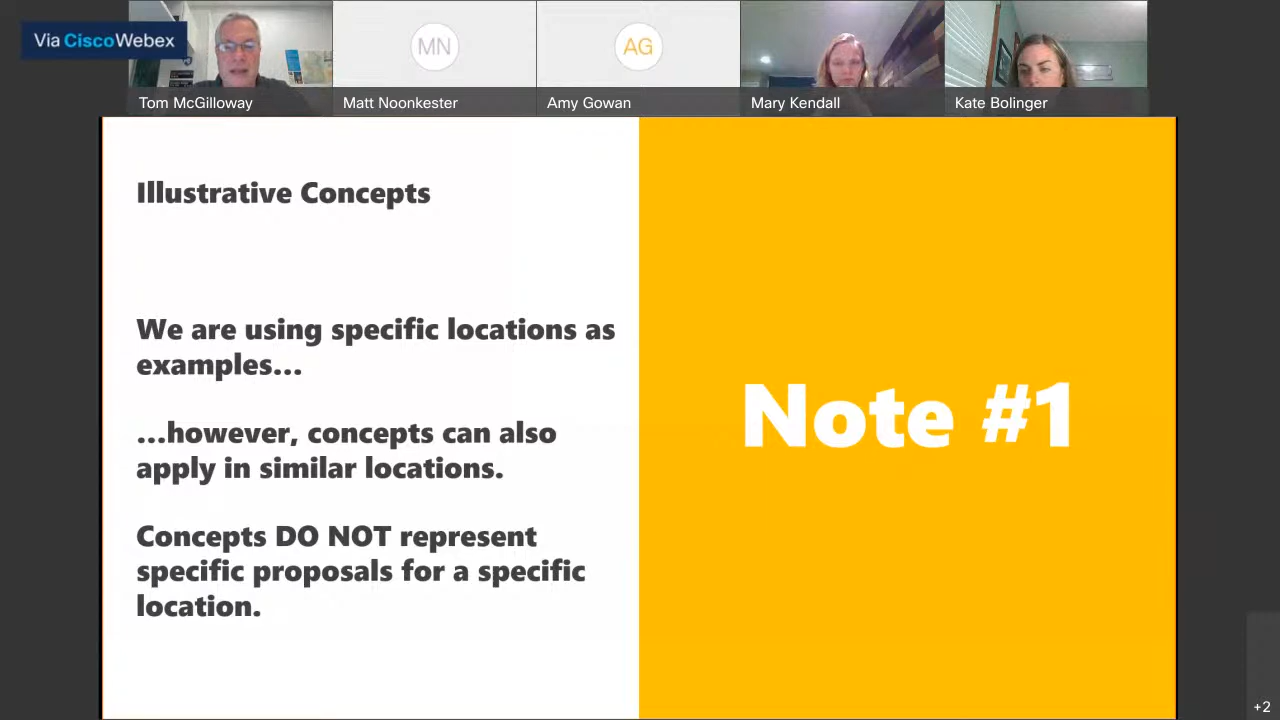 Via CiscoWebex
MN
AG
Tom McGilloway
Matt Noonkester
Amy Gowan
Mary Kendall
Kate Bolinger
Illustrative Concepts
We are using specific locations as
examples...
...however, concepts can also
apply in similar locations.
Concepts DO NOT represent
specific proposals for a specific
location.
Note #1
+2